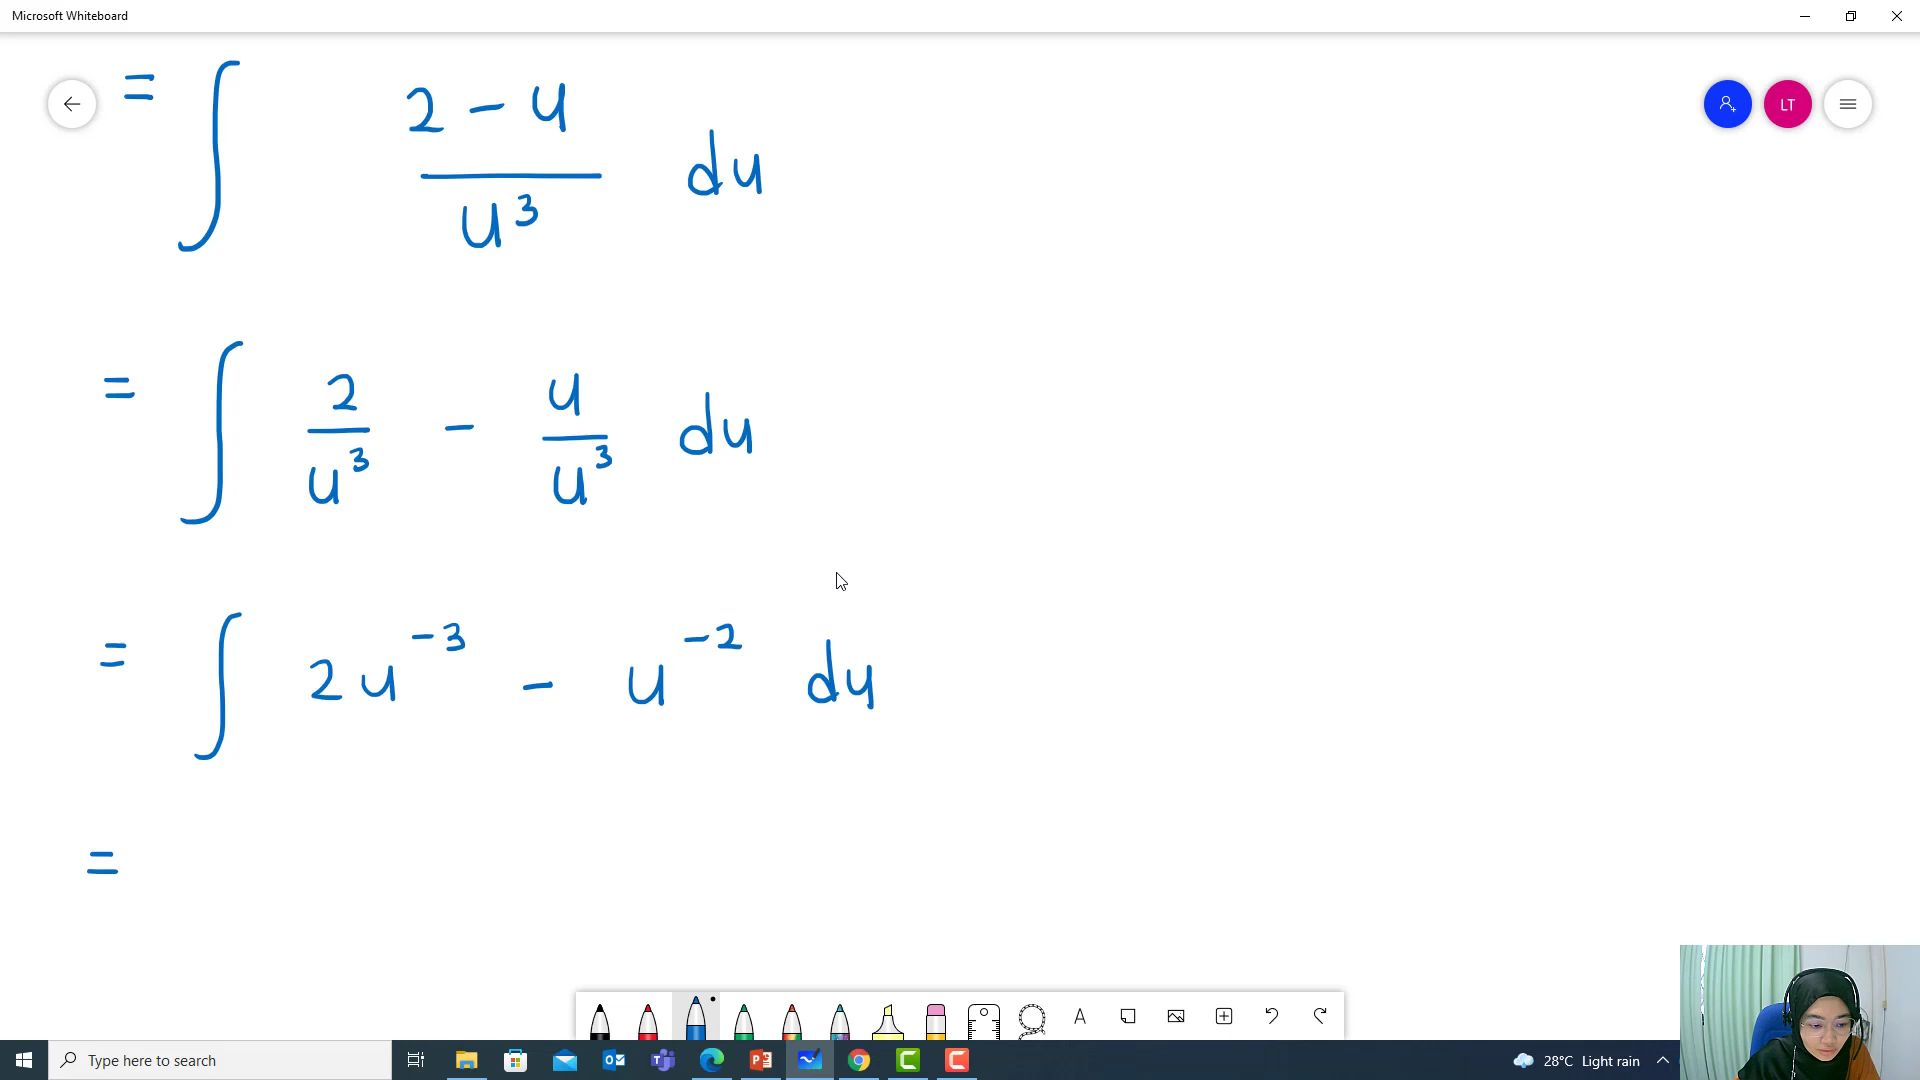 Microsoft Whiteboard
= ∫ (2 - u)/u³ du
LT
= ∫ 2/u³ - u/u³ du
= ∫ 2u⁻³ - u⁻² du
=
A
Type here to search
28°C Light rain